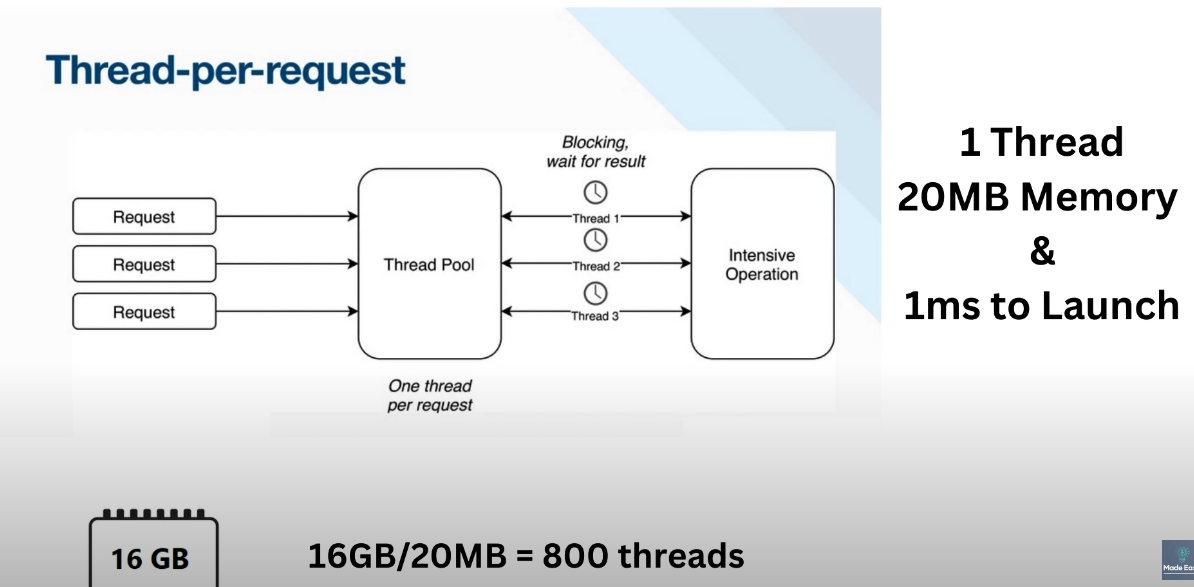 Thread-per-request
Blocking,
wait for result
Request
Thread 1
Request
Thread Pool
Thread 2
Intensive
Operation
Request
Thread 3
One thread
per request
1 Thread
20MB Memory
&
1ms to Launch
16 GB
16GB/20MB = 800 threads
Made Eas